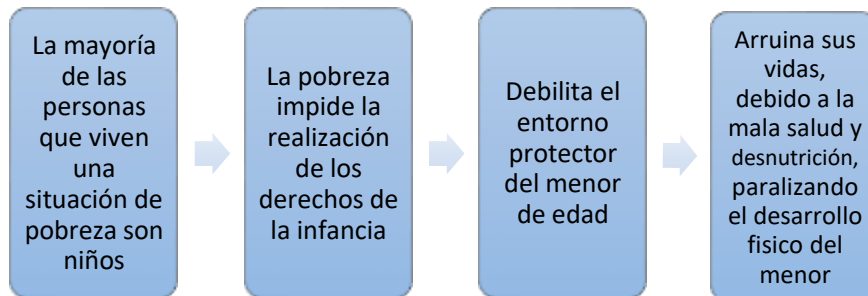 La mayoría
de las
personas
que viven
una
situación de
pobreza son
niños
La pobreza
impide la
realización
de los
derechos de
la infancia
Debilita el
entorno
protector
del menor
de edad
Arruina sus
vidas,
debido a la
mala salud y
desnutrición,
paralizando
el desarrollo
fisico del
menor